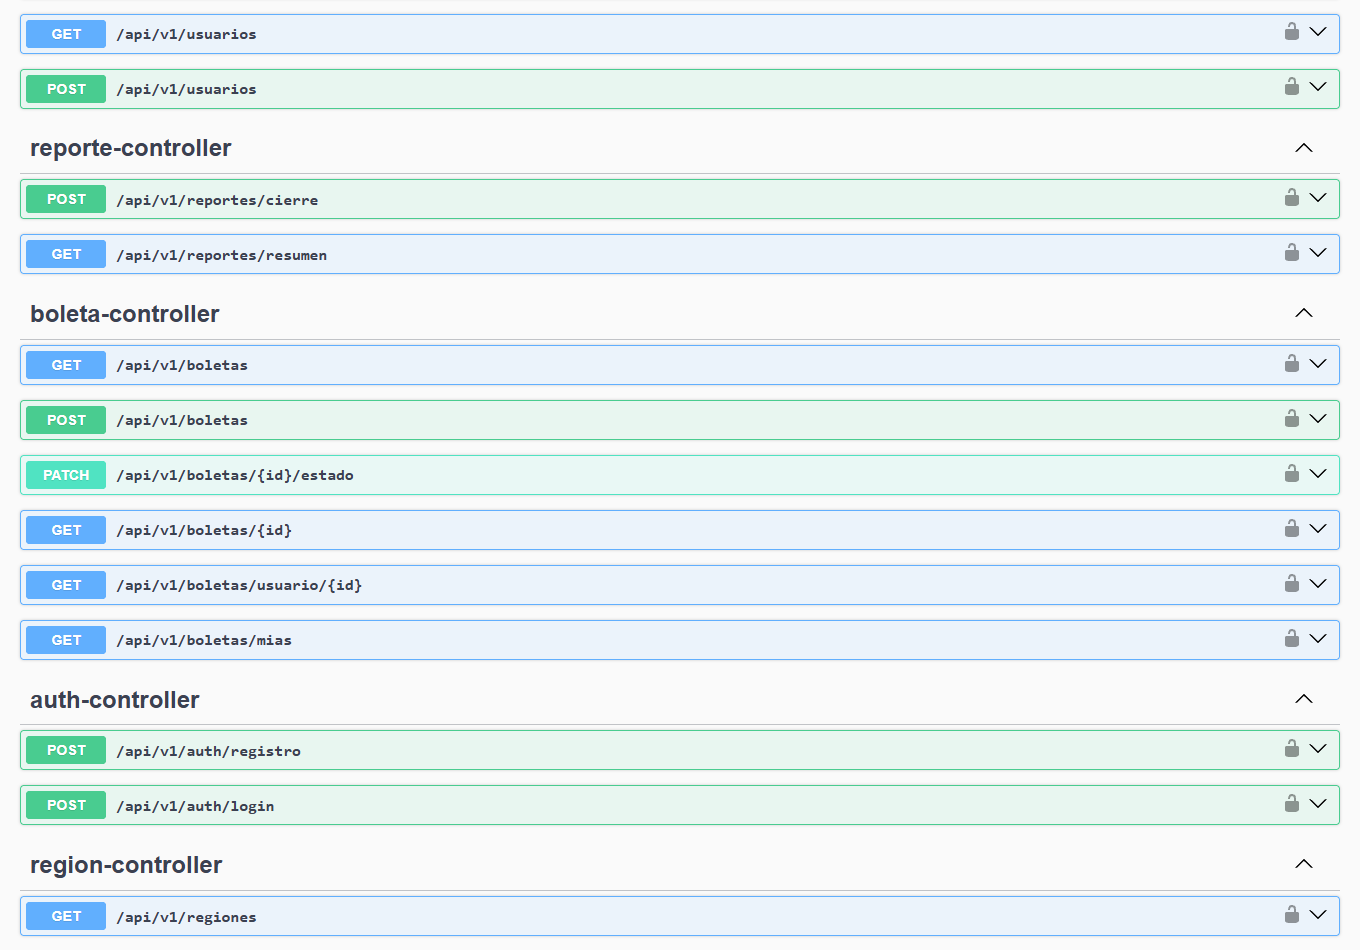 GET /api/v1/usuarios
POST /api/v1/usuarios
reporte-controller
POST /api/v1/reportes/cierre
GET /api/v1/reportes/resumen
boleta-controller
GET /api/v1/boletas
POST /api/v1/boletas
PATCH /api/v1/boletas/{id}/estado
GET /api/v1/boletas/{id}
GET /api/v1/boletas/usuario/{id}
GET /api/v1/boletas/mias
auth-controller
POST /api/v1/auth/registro
POST /api/v1/auth/login
region-controller
GET /api/v1/regiones